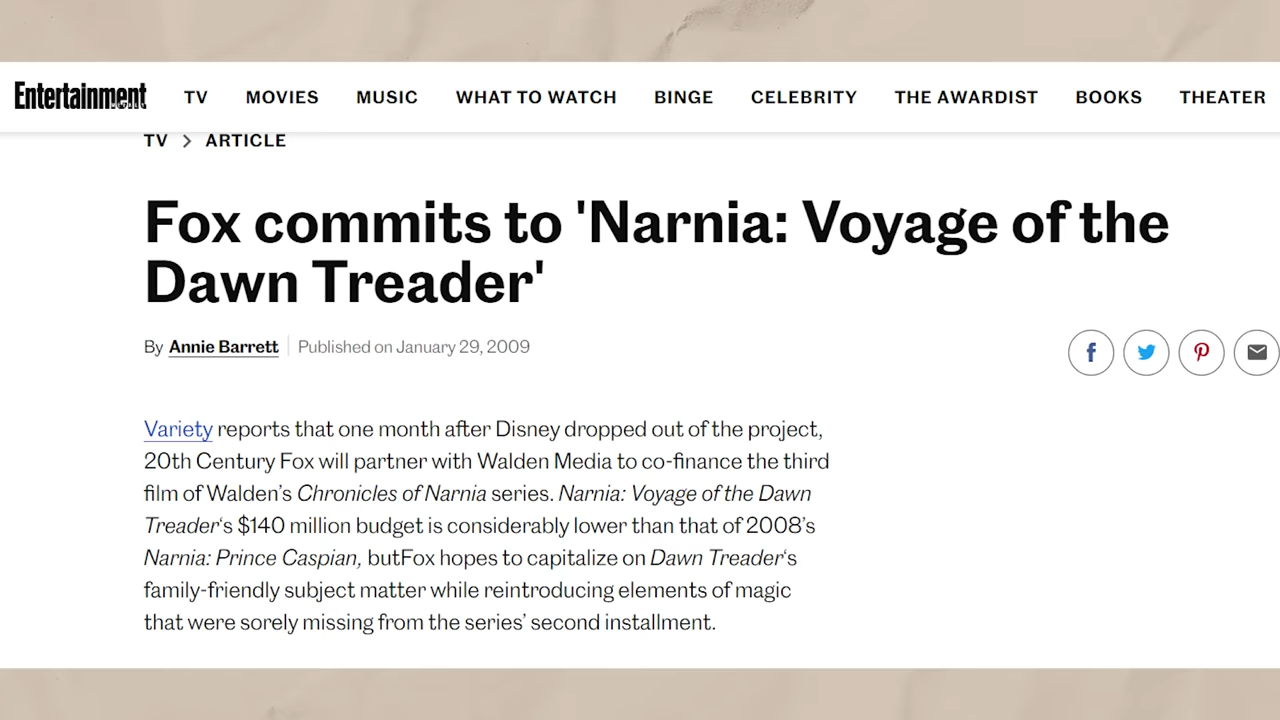 Entertainment TV MOVIES MUSIC WHAT TO WATCH BINGE CELEBRITY THE AWARDIST BOOKS THEATER
TV > ARTICLE
Fox commits to 'Narnia: Voyage of the
Dawn Treader'
By Annie Barrett Published on January 29, 2009
Variety reports that one month after Disney dropped out of the project,
20th Century Fox will partner with Walden Media to co-finance the third
film of Walden’s Chronicles of Narnia series. Narnia: Voyage of the Dawn
Treader‘s $140 million budget is considerably lower than that of 2008’s
Narnia: Prince Caspian, butFox hopes to capitalize on Dawn Treader‘s
family-friendly subject matter while reintroducing elements of magic
that were sorely missing from the series’ second installment.